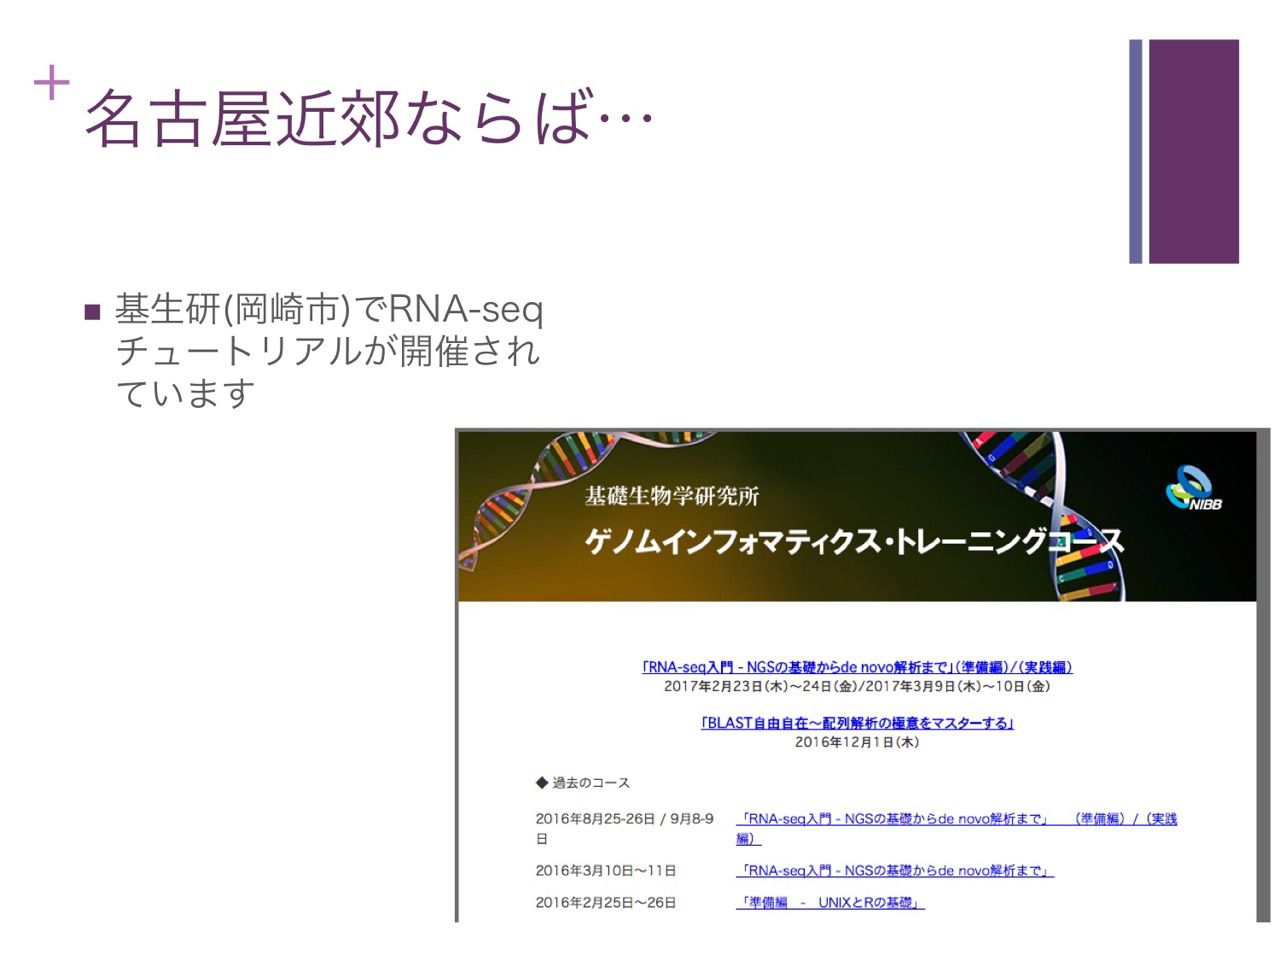 +
名古屋近郊ならば…
■ 基生研(岡崎市)でRNA-seq
チュートリアルが開催され
ています
基礎生物学研究所
ゲノムインフォマティクス・トレーニングコース
NIBB
「RNA-seq入門 - NGSの基礎からde novo解析まで」（準備編）/（実践編）
2017年2月23日（木）～24日（金）/2017年3月9日（木）～10日（金）
「BLAST自由自在～配列解析の極意をマスターする」
2016年12月1日（木）
◆ 過去のコース
2016年8月25-26日 / 9月8-9
日
「RNA-seq入門 - NGSの基礎からde novo解析まで」 （準備編）/（実践
編）
2016年3月10日～11日
「RNA-seq入門 - NGSの基礎からde novo解析まで」
2016年2月25日～26日
「準備編 - UNIXとRの基礎」